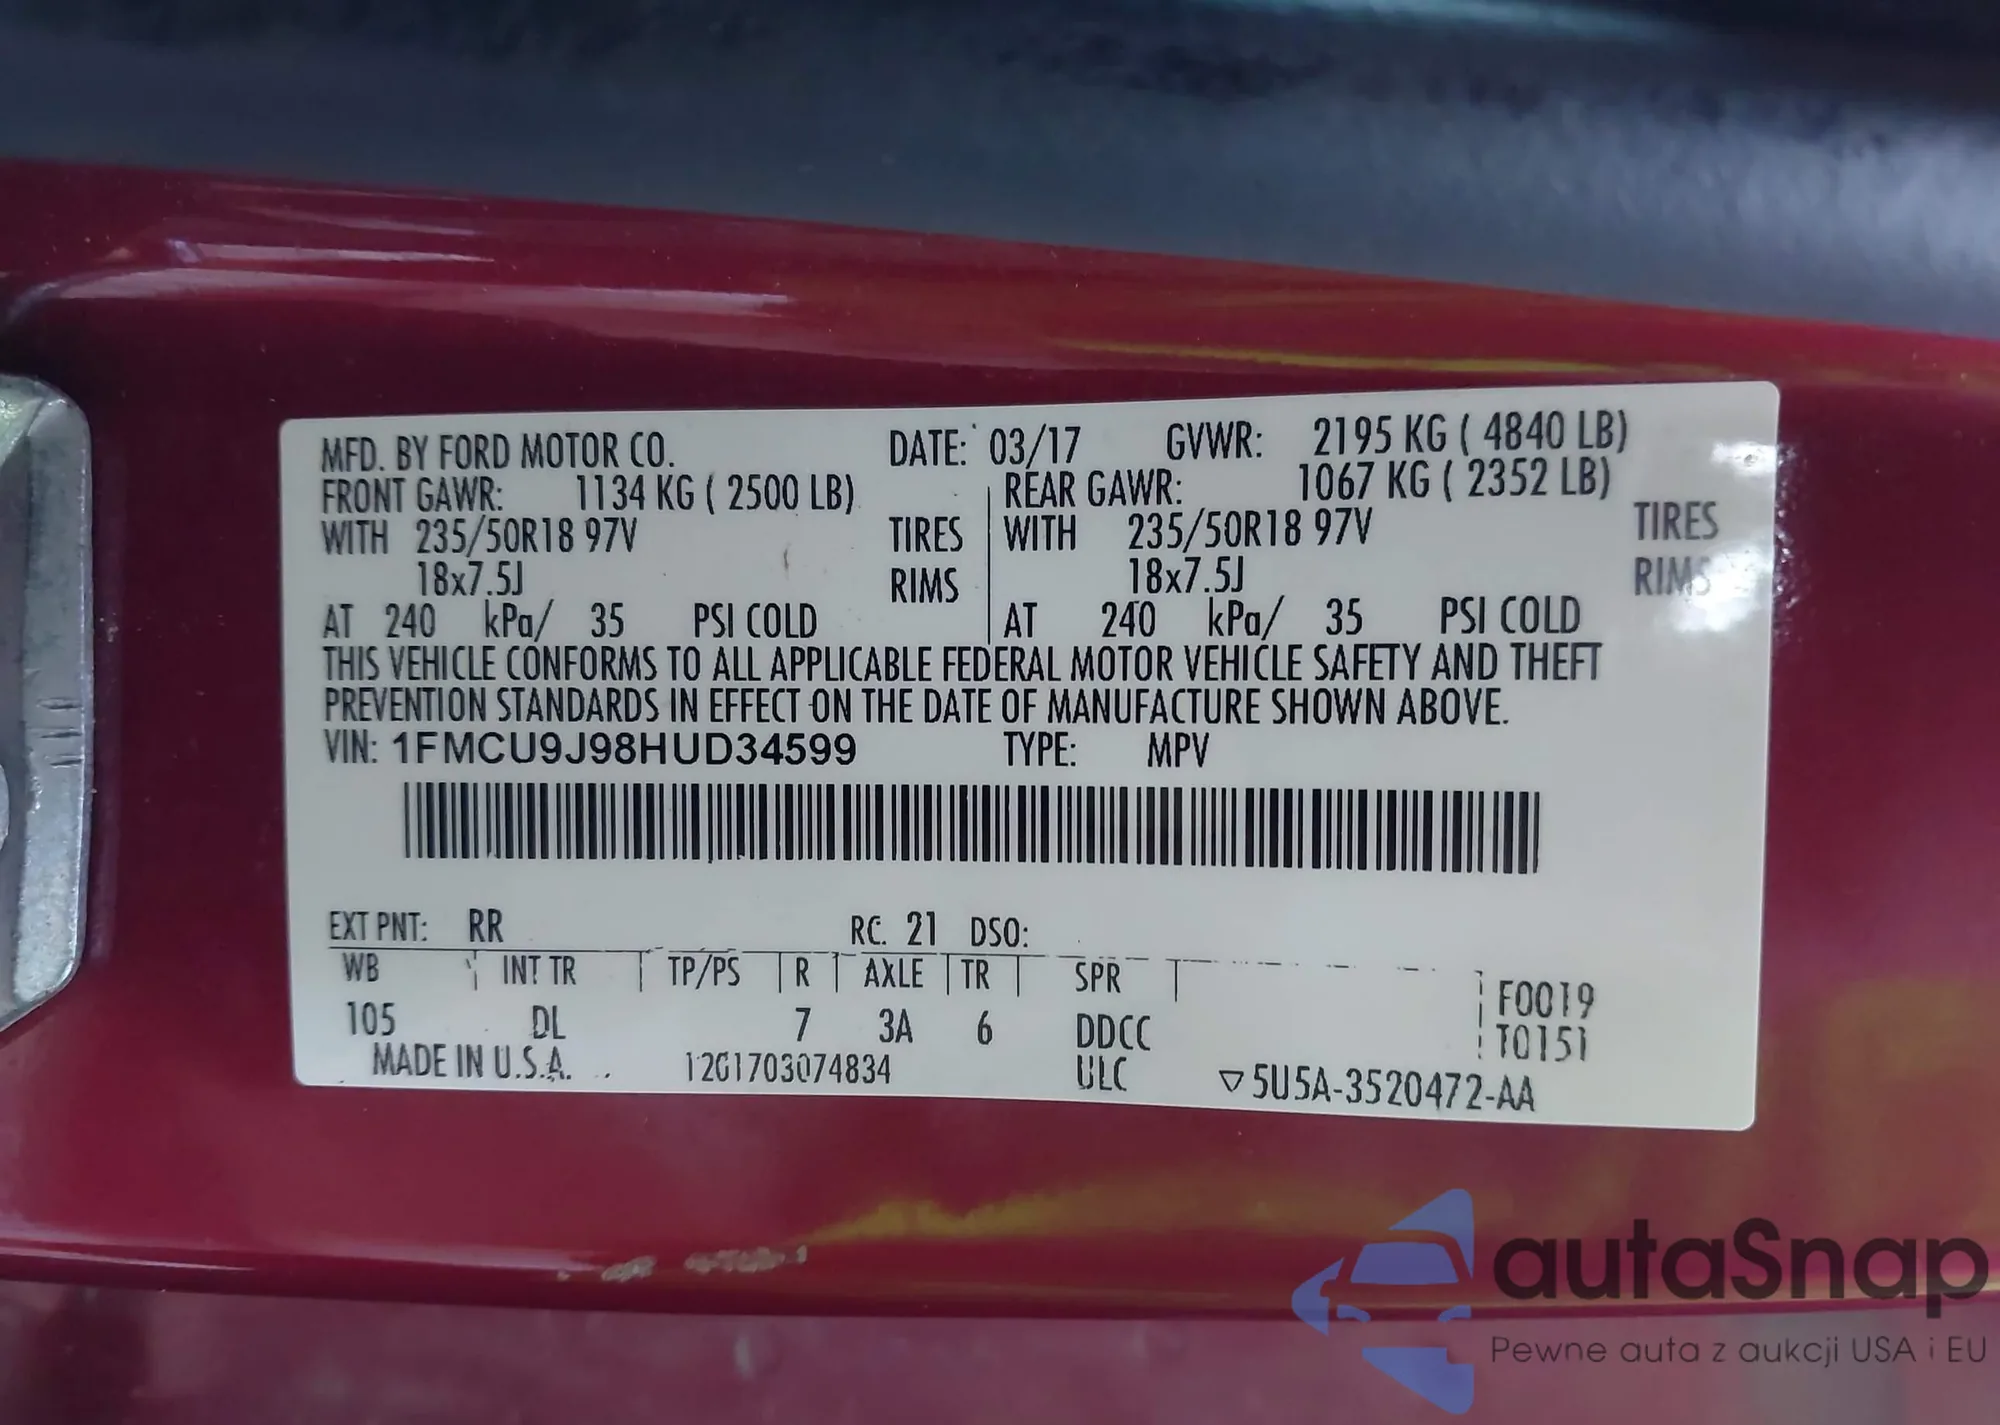 MFD. BY FORD MOTOR CO. DATE: 03/17 GVWR: 2195 KG ( 4840 LB)
FRONT GAWR: 1134 KG ( 2500 LB) REAR GAWR: 1067 KG ( 2352 LB)
WITH 235/50R18 97V TIRES WITH 235/50R18 97V TIRES
18x7.5J RIMS 18x7.5J RIMS
AT 240 kPa/ 35 PSI COLD AT 240 kPa/ 35 PSI COLD
THIS VEHICLE CONFORMS TO ALL APPLICABLE FEDERAL MOTOR VEHICLE SAFETY AND THEFT
PREVENTION STANDARDS IN EFFECT ON THE DATE OF MANUFACTURE SHOWN ABOVE.
VIN: 1FMCU9J98HUD34599 TYPE: MPV
EXT PNT: RR RC: 21 DSO:
WB INT TR TP/PS R AXLE TR SPR F0019
105 DL 7 3A 6 DDCC T0151
MADE IN U.S.A. 12G1703074834 ULC ▽5U5A-3520472-AA
autaSnap
Pewne auta z aukcji USA i EU